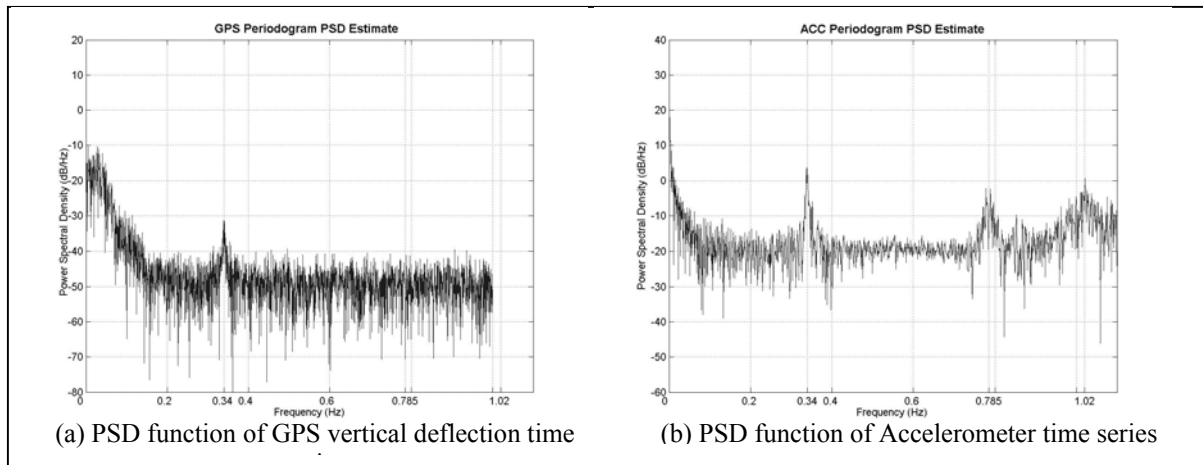 GPS Periodogram PSD Estimate
Power Spectral Density (dB/Hz)
20
10
0
-10
-20
-30
-40
-50
-60
-70
-80
0 0.2 0.34 0.4 0.6 0.785 1.02
Frequency (Hz)
(a) PSD function of GPS vertical deflection time
ACC Periodogram PSD Estimate
Power Spectral Density (dB/Hz)
40
30
20
10
0
-10
-20
-30
-40
-50
-60
0 0.2 0.34 0.4 0.6 0.785 1.02
Frequency (Hz)
(b) PSD function of Accelerometer time series